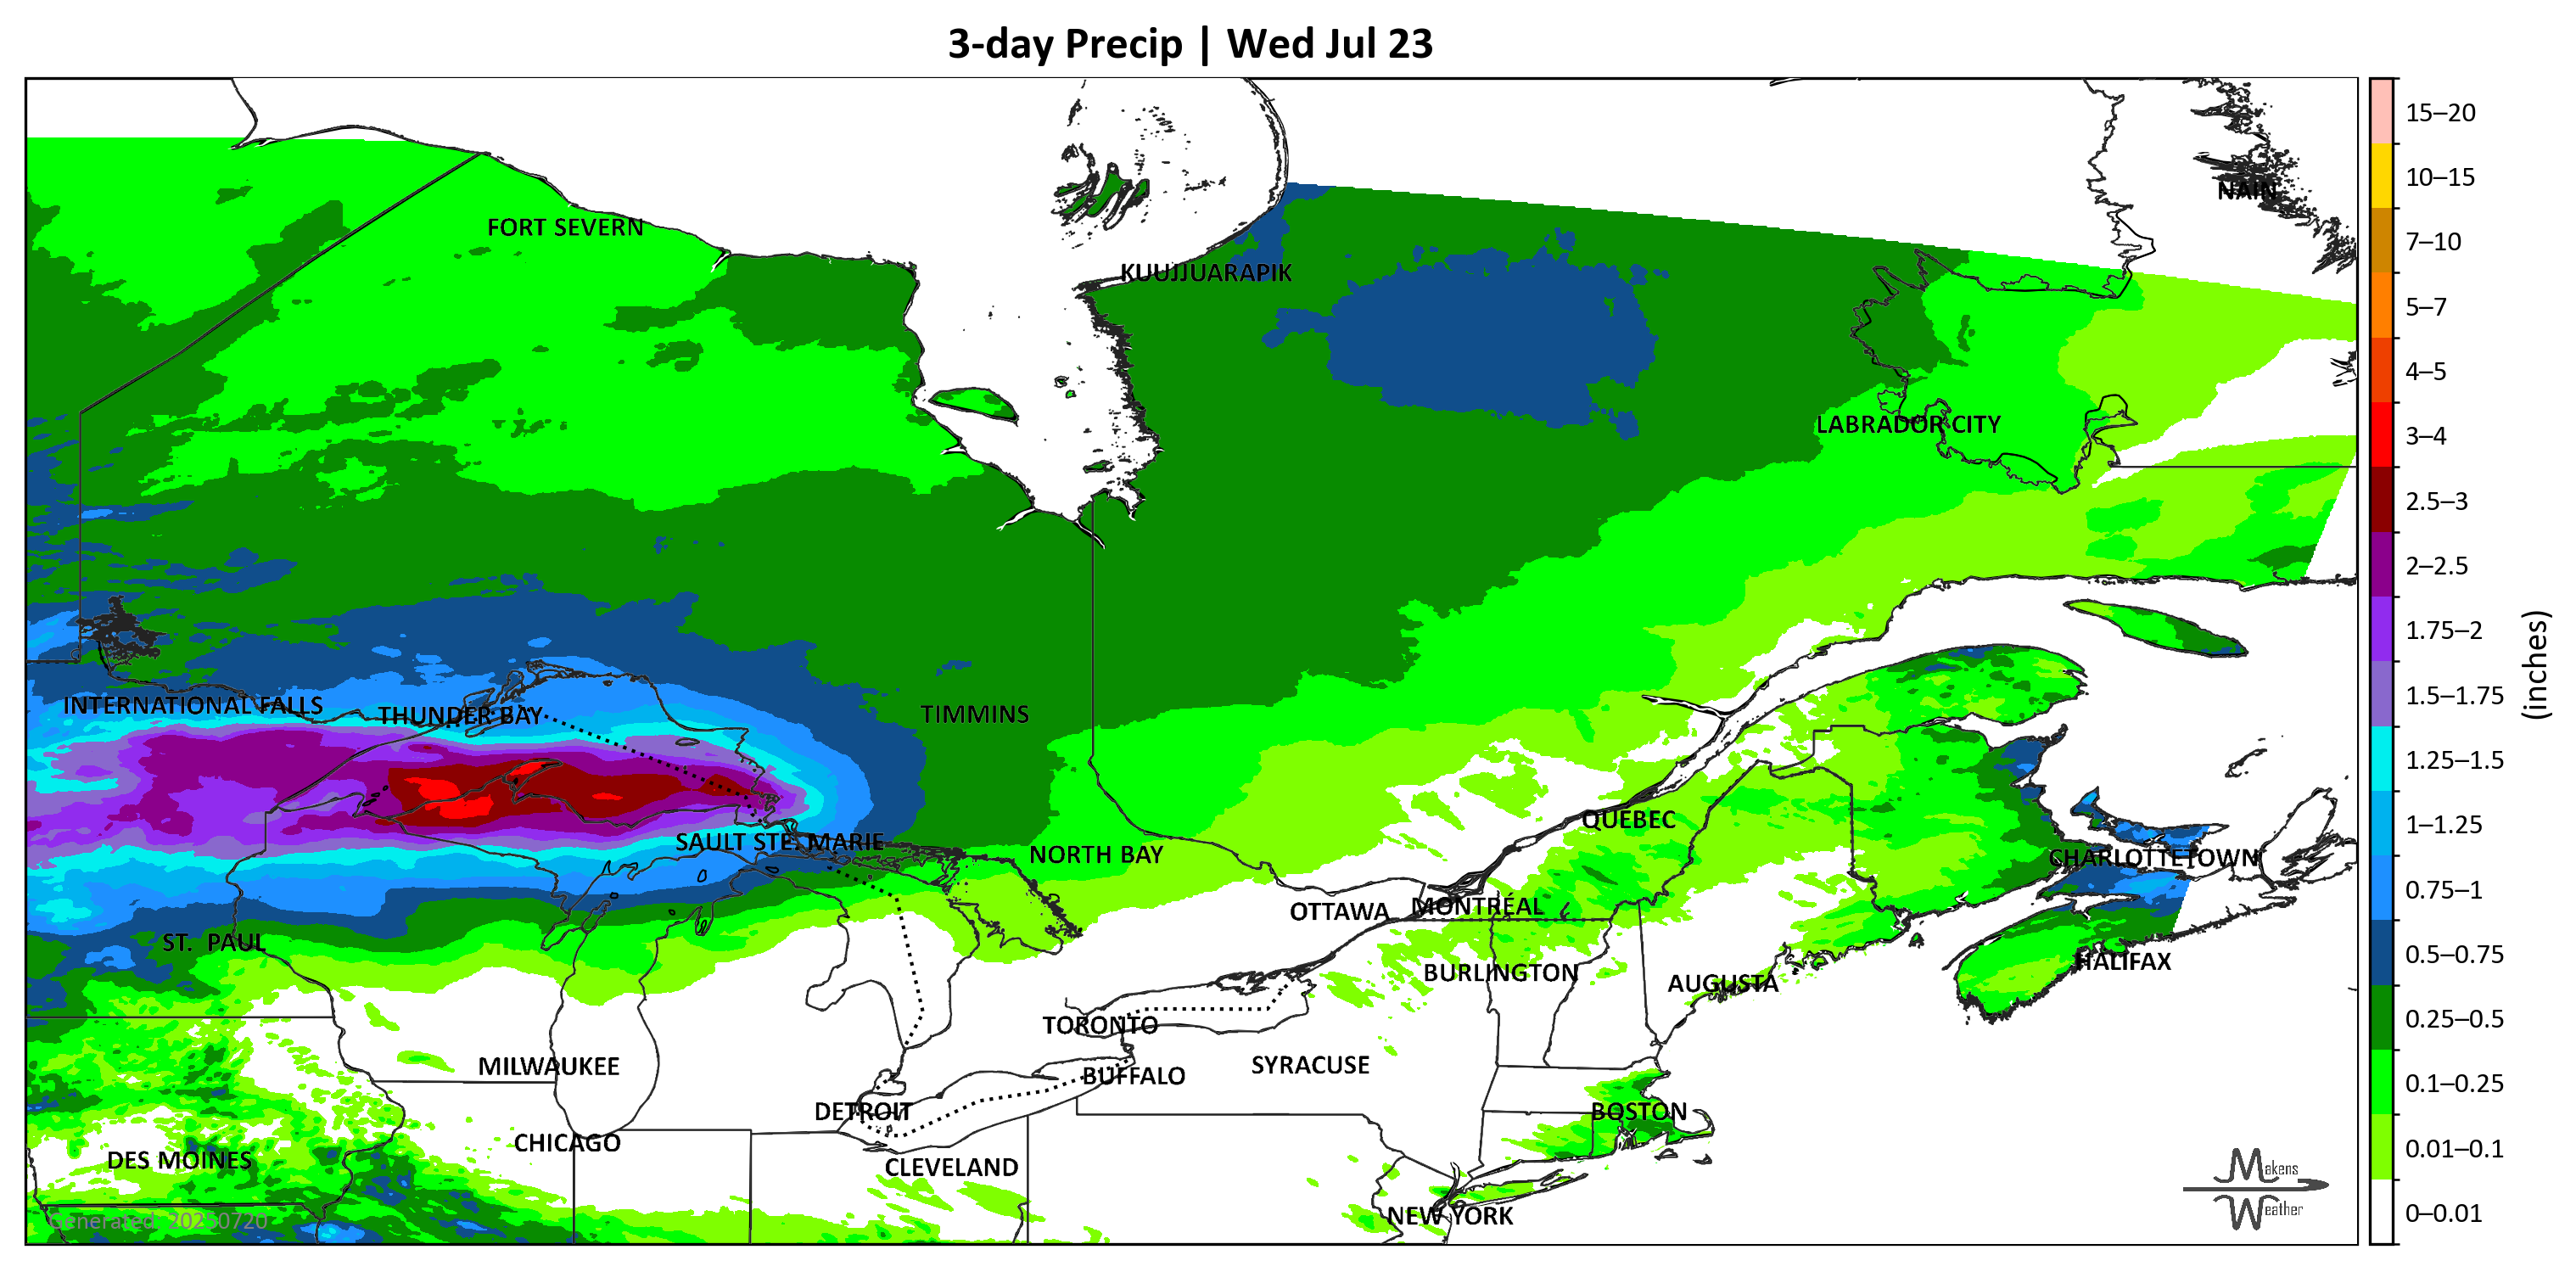 3-day Precip | Wed Jul 23
NAIN
FORT SEVERN
KUUJJUARAPIK
LABRADOR CITY
INTERNATIONAL FALLS
THUNDER BAY
TIMMINS
SAULT STE. MARIE
NORTH BAY
QUÉBEC
CHARLOTTETOWN
OTTAWA
MONTRÉAL
ST. PAUL
BURLINGTON
AUGUSTA
HALIFAX
TORONTO
MILWAUKEE
BUFFALO
SYRACUSE
DETROIT
BOSTON
CHICAGO
DES MOINES
CLEVELAND
NEW YORK
Generated: 20250720
Makens
Weather
15–20
10–15
7–10
5–7
4–5
3–4
2.5–3
2–2.5
1.75–2
1.5–1.75
1.25–1.5
1–1.25
0.75–1
0.5–0.75
0.25–0.5
0.1–0.25
0.01–0.1
0–0.01
(inches)